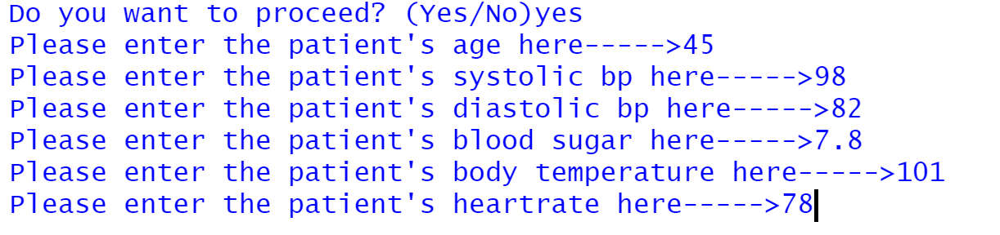 Do you want to proceed? (Yes/No)yes
Please enter the patient's age here----->45
Please enter the patient's systolic bp here----->98
Please enter the patient's diastolic bp here----->82
Please enter the patient's blood sugar here----->7.8
Please enter the patient's body temperature here----->101
Please enter the patient's heartrate here----->78